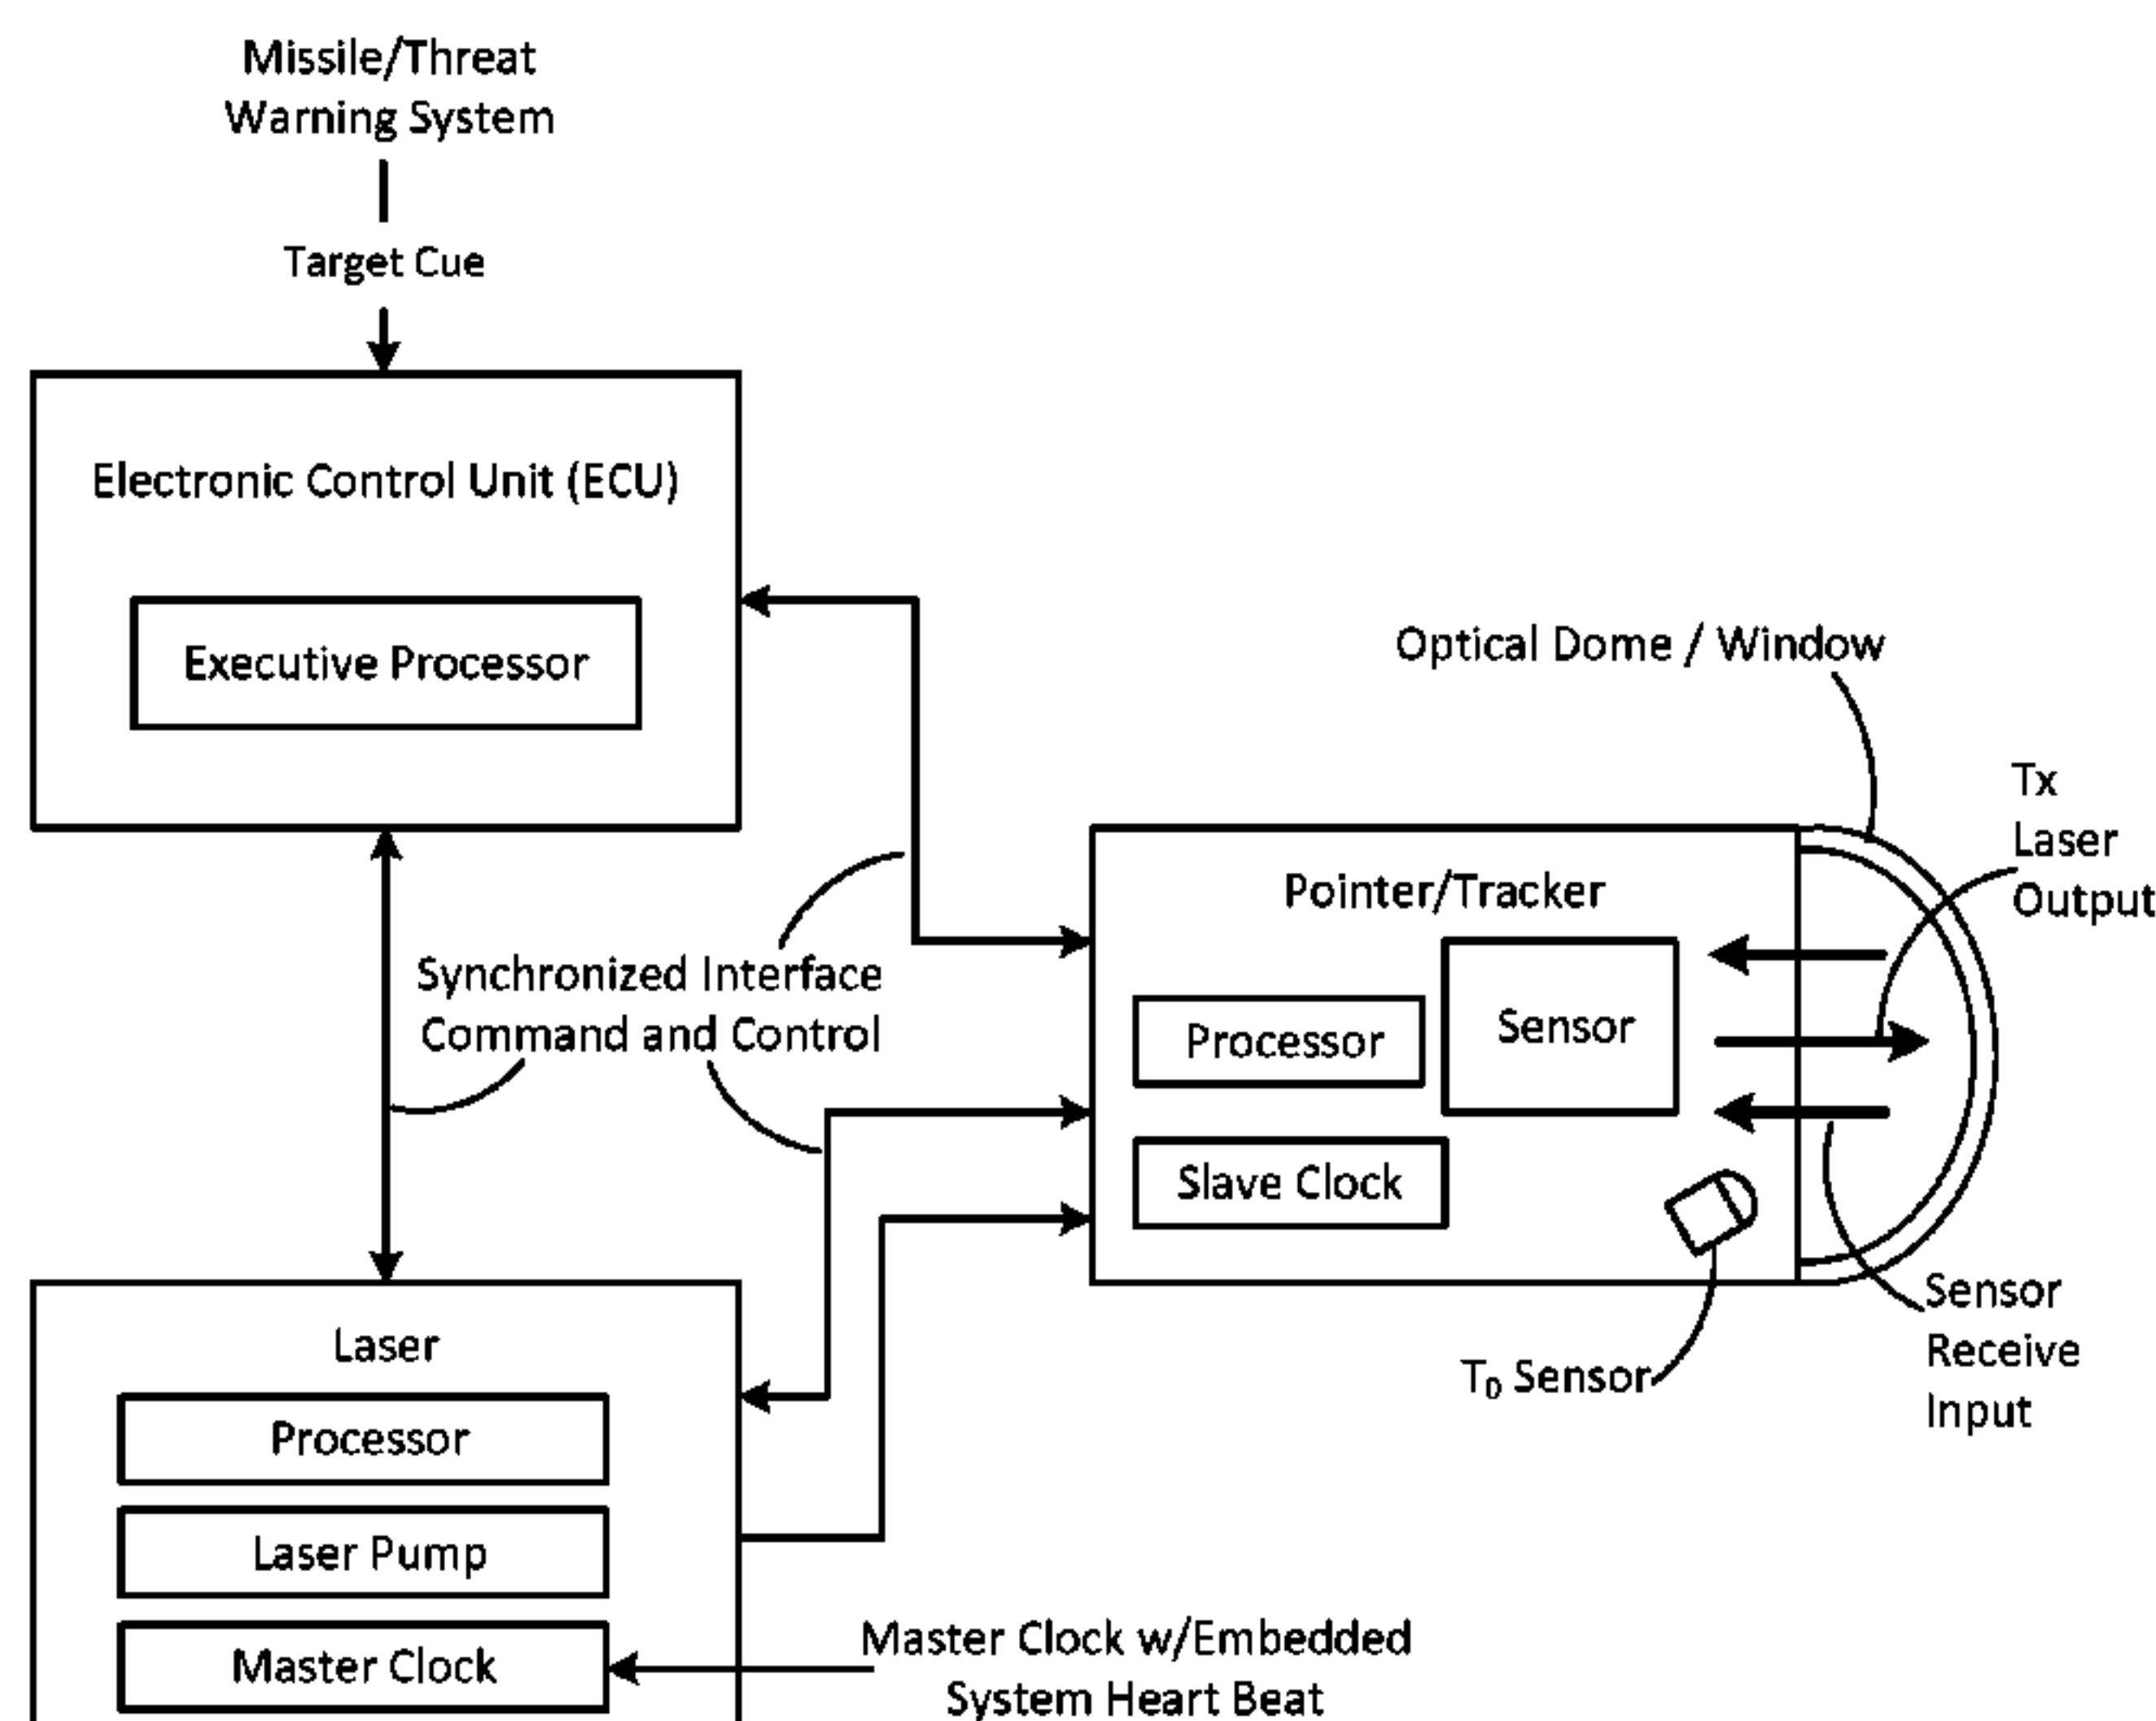 Missile/Threat
Warning System
Target Cue
Electronic Control Unit (ECU)
Executive Processor
Optical Dome / Window
Tx
Laser
Output
Pointer/Tracker
Sensor
Processor
Slave Clock
Synchronized Interface
Command and Control
T₀ Sensor
Sensor
Receive
Input
Laser
Processor
Laser Pump
Master Clock
Master Clock w/Embedded
System Heart Beat